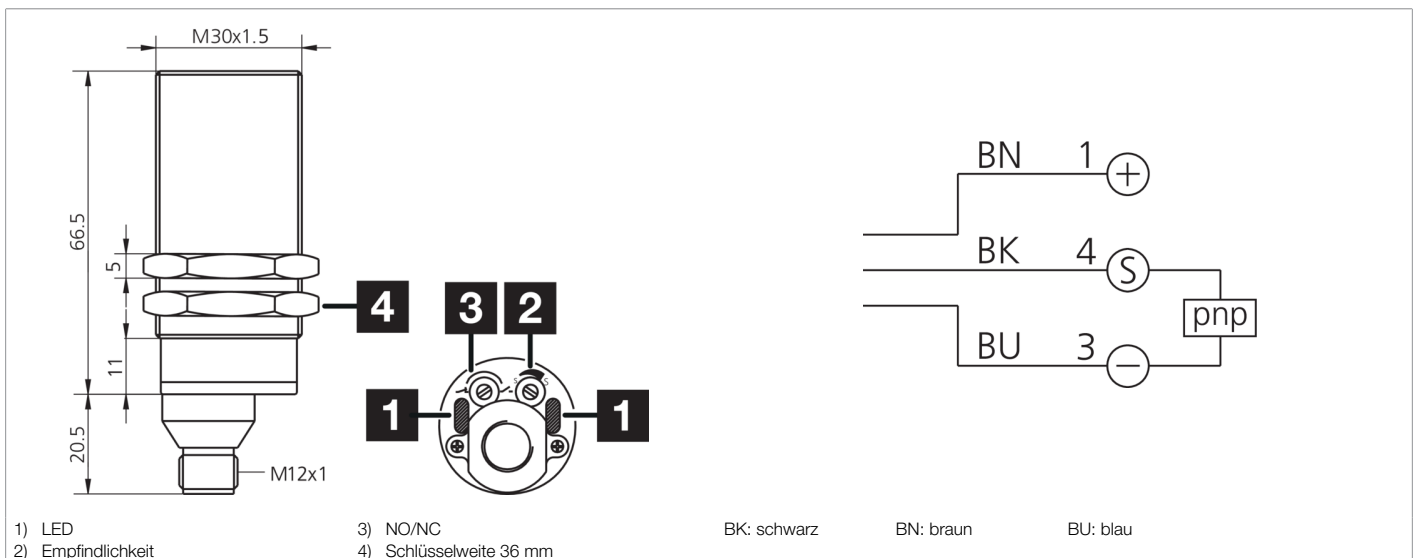 M30x1.5
66.5
5
11
20.5
M12x1
4
3
2
S
S
1
1
BN 1 +
BK 4 S
pnp
BU 3 −
1) LED
2) Empfindlichkeit
3) NO/NC
4) Schlüsselweite 36 mm
BK: schwarz BN: braun BU: blau